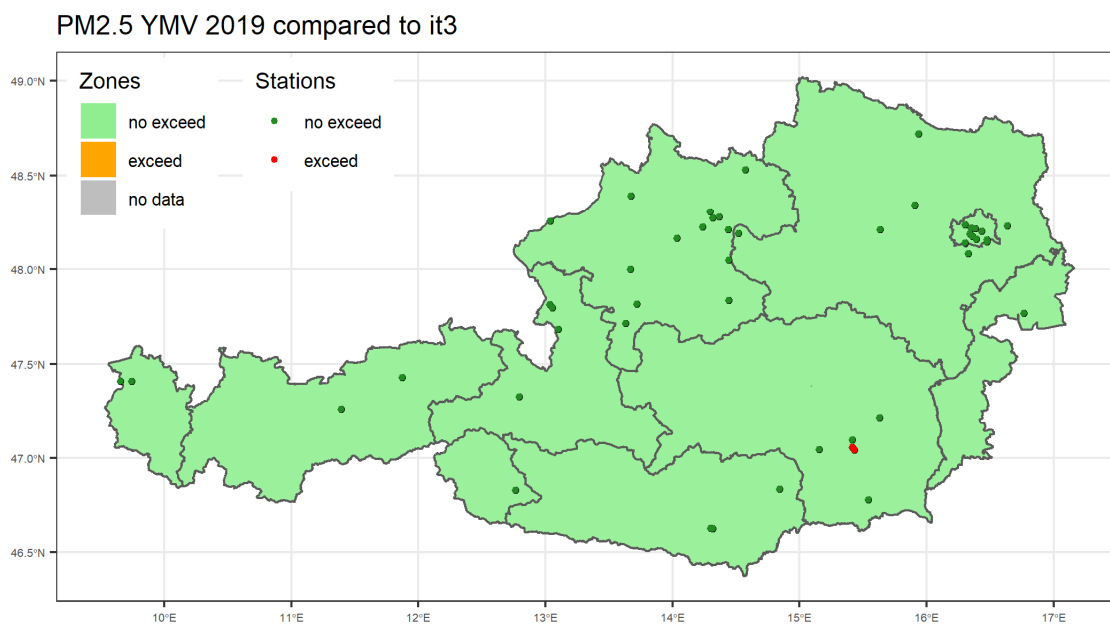 PM2.5 YMV 2019 compared to it3
Zones
no exceed
exceed
no data
Stations
no exceed
exceed
49.0°N
48.5°N
48.0°N
47.5°N
47.0°N
46.5°N
10°E
11°E
12°E
13°E
14°E
15°E
16°E
17°E